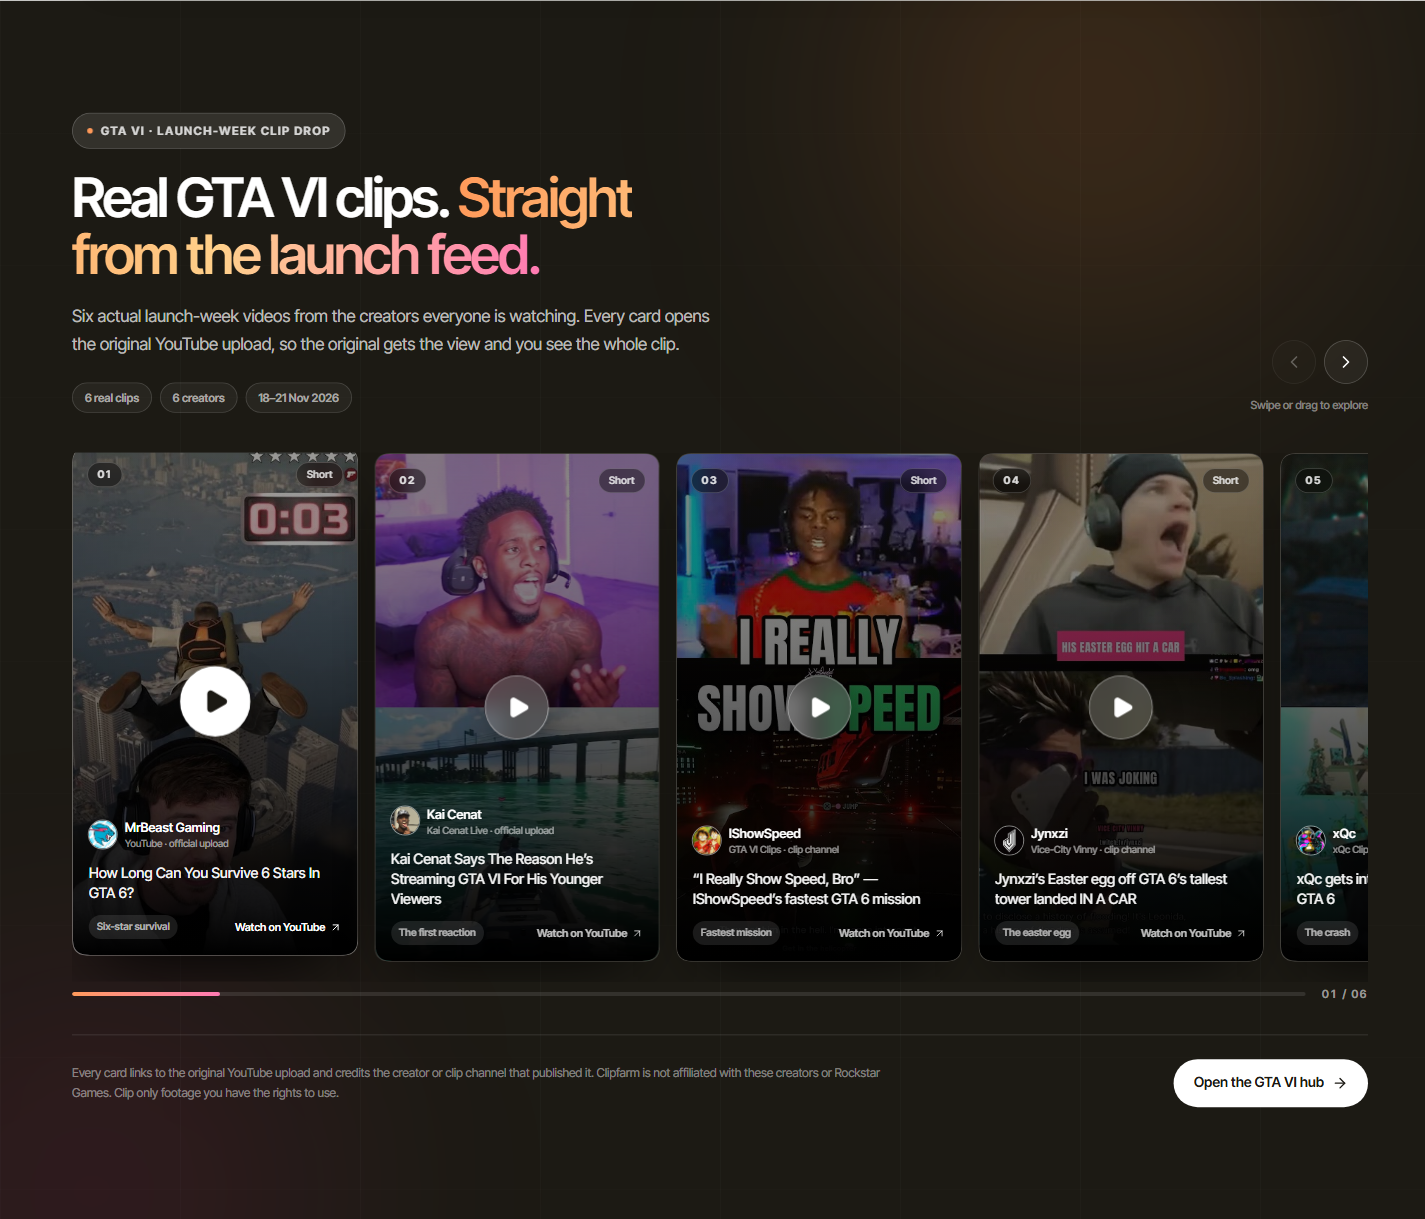 GTA VI · LAUNCH-WEEK CLIP DROP
Real GTA VI clips. Straight
from the launch feed.
Six actual launch-week videos from the creators everyone is watching. Every card opens
the original YouTube upload, so the original gets the view and you see the whole clip.
6 real clips
6 creators
18–21 Nov 2026
Swipe or drag to explore
01
Short
0:03
MrBeast Gaming
YouTube · official upload
How Long Can You Survive 6 Stars In
GTA 6?
Six-star survival
Watch on YouTube
02
Short
Kai Cenat
Kai Cenat Live · official upload
Kai Cenat Says The Reason He’s
Streaming GTA VI For His Younger
Viewers
The first reaction
Watch on YouTube
03
Short
I REALLY
SHOW SPEED
JUMP
IShowSpeed
GTA VI Clips · clip channel
“I Really Show Speed, Bro” —
IShowSpeed’s fastest GTA 6 mission
Fastest mission
Watch on YouTube
04
Short
HIS EASTER EGG HIT A CAR
I WAS JOKING
Jynxzi
Vice-City Vinny · clip channel
Jynxzi’s Easter egg off GTA 6’s tallest
tower landed IN A CAR
The easter egg
Watch on YouTube
05
xQc
xQc Clip
xQc gets int
GTA 6
The crash
01 / 06
Every card links to the original YouTube upload and credits the creator or clip channel that published it. Clipfarm is not affiliated with these creators or Rockstar
Games. Clip only footage you have the rights to use.
Open the GTA VI hub